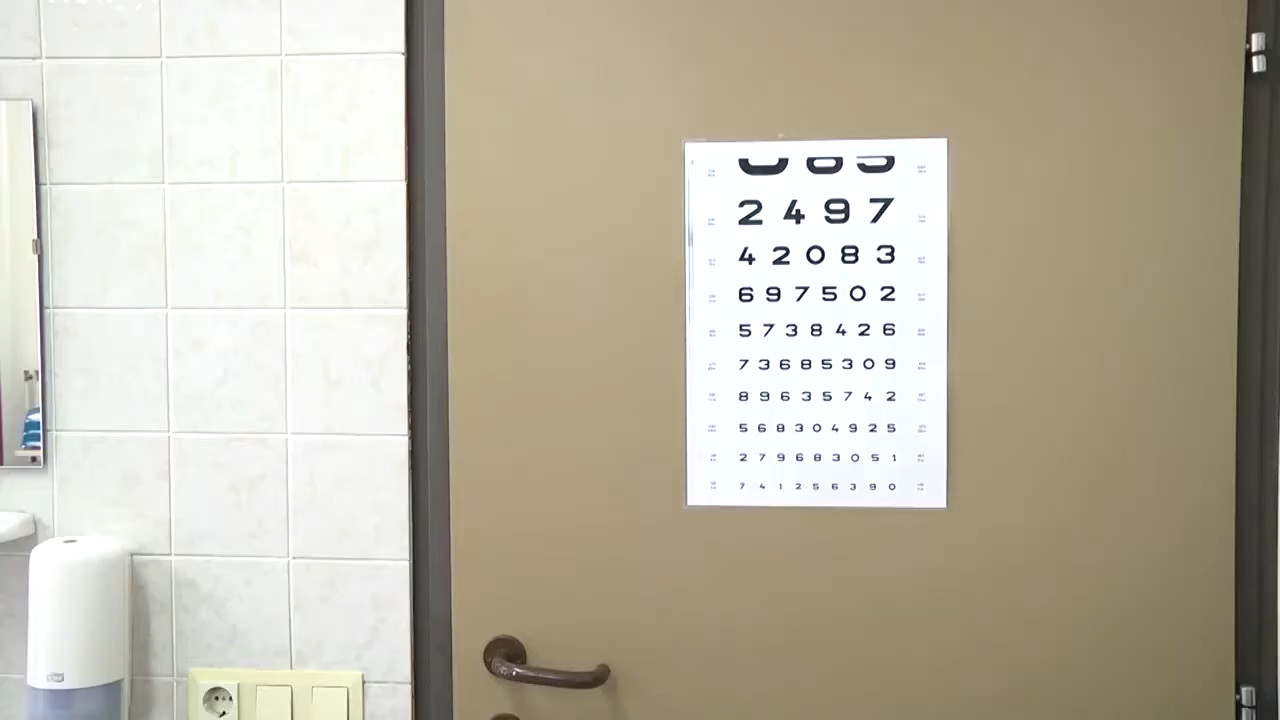 2 4 9 7
4 2 0 8 3
6 9 7 5 0 2
5 7 3 8 4 2 6
7 3 6 8 5 3 0 9
8 9 6 3 5 7 4 2
5 6 8 3 0 4 9 2 5
2 7 9 6 8 3 0 5 1
7 4 1 2 5 6 3 9 0